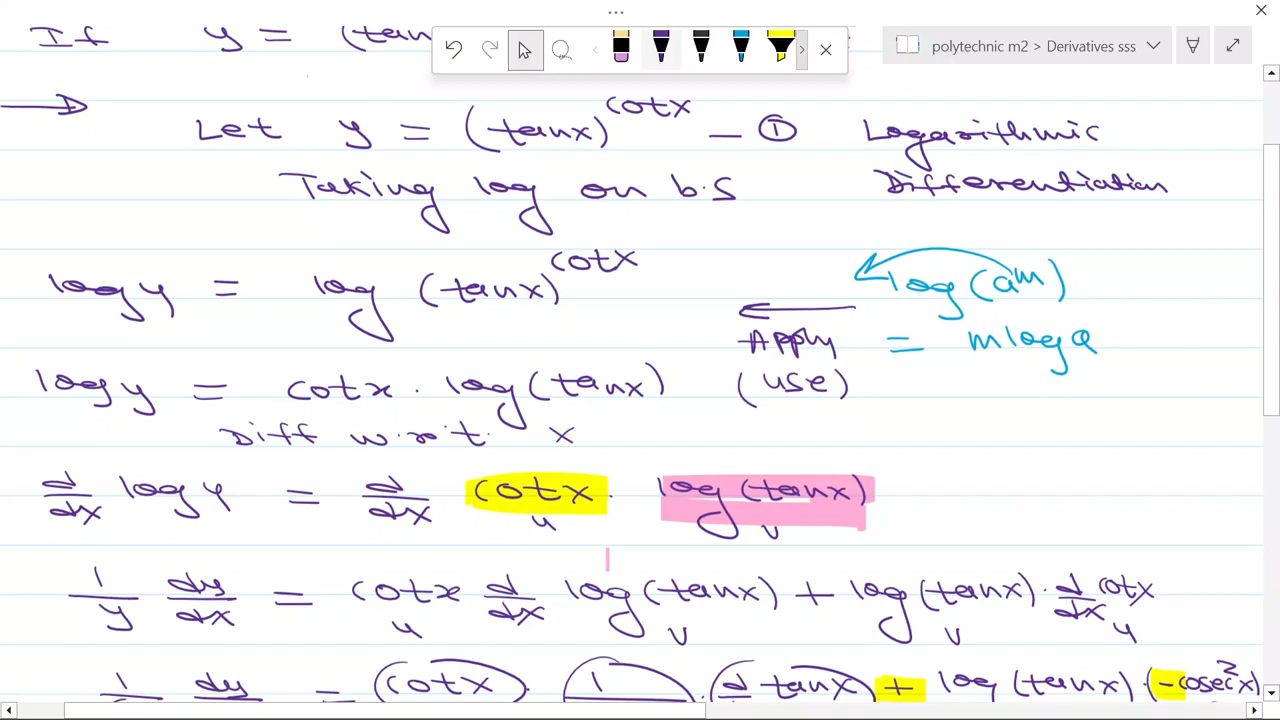 If y = (tan
polytechnic m2 > Derivatives sss
Let y = (tanx)^cotx — ① Logarithmic
Taking log on b.s Differentiation
log y = log (tanx)^cotx
log(a^m)
Apply = m log a
log y = cotx . log(tanx) (use)
Diff w.r.t. x
d/dx log y = d/dx cotx . log(tanx)
u v
1/y dy/dx = cotx d/dx log(tanx) + log(tanx) . d/dx cotx
u v v u
1 dy = cotx . 1 d tanx + log(tanx) . (-cosec²x)